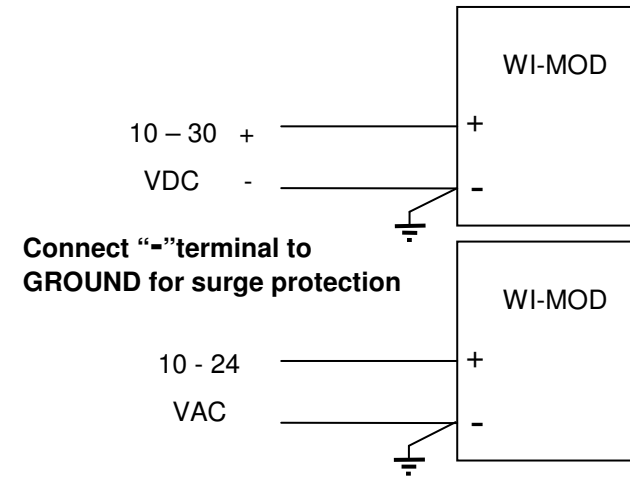 WI-MOD
10 – 30 +
+
VDC -
-
Connect “-”terminal to
GROUND for surge protection
WI-MOD
10 - 24
+
VAC
-